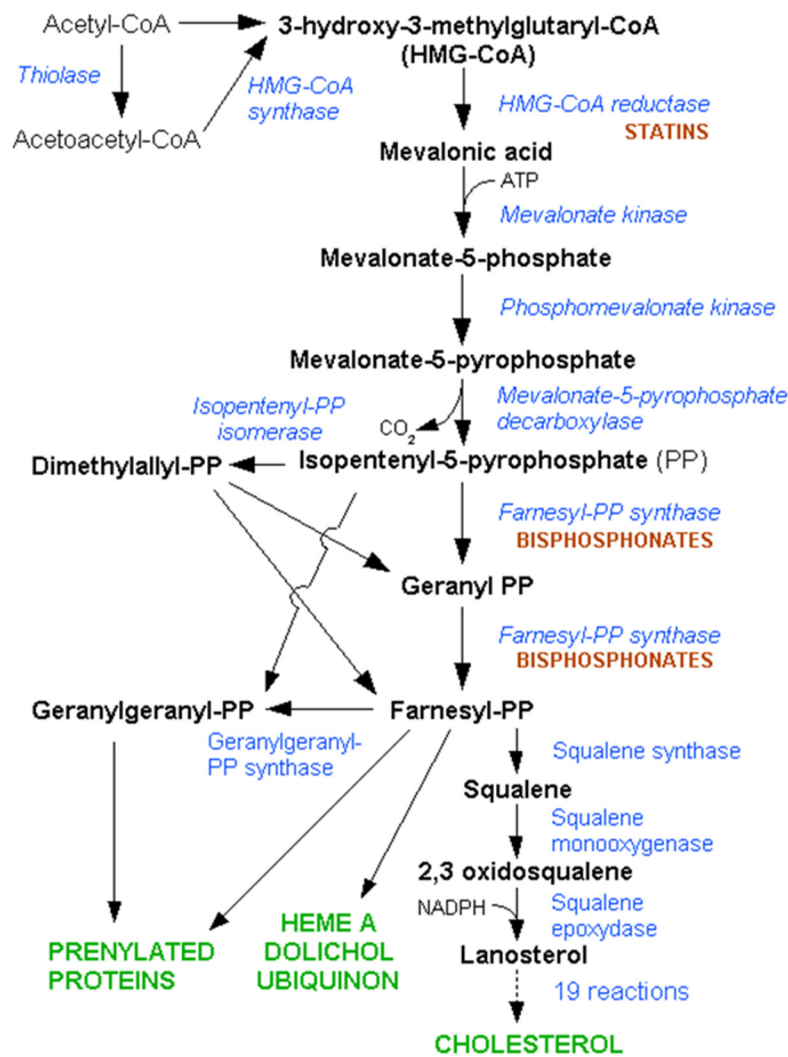 Acetyl-CoA
3-hydroxy-3-methylglutaryl-CoA
(HMG-CoA)
Thiolase
HMG-CoA
synthase
HMG-CoA reductase
STATINS
Acetoacetyl-CoA
Mevalonic acid
ATP
Mevalonate kinase
Mevalonate-5-phosphate
Phosphomevalonate kinase
Mevalonate-5-pyrophosphate
Isopentenyl-PP
isomerase
CO2
Mevalonate-5-pyrophosphate
decarboxylase
Dimethylallyl-PP
Isopentenyl-5-pyrophosphate (PP)
Farnesyl-PP synthase
BISPHOSPHONATES
Geranyl PP
Farnesyl-PP synthase
BISPHOSPHONATES
Geranylgeranyl-PP
Farnesyl-PP
Geranylgeranyl-
PP synthase
Squalene synthase
Squalene
Squalene
monooxygenase
2,3 oxidosqualene
NADPH
Squalene
epoxydase
PRENYLATED
PROTEINS
HEME A
DOLICHOL
UBIQUINON
Lanosterol
19 reactions
CHOLESTEROL